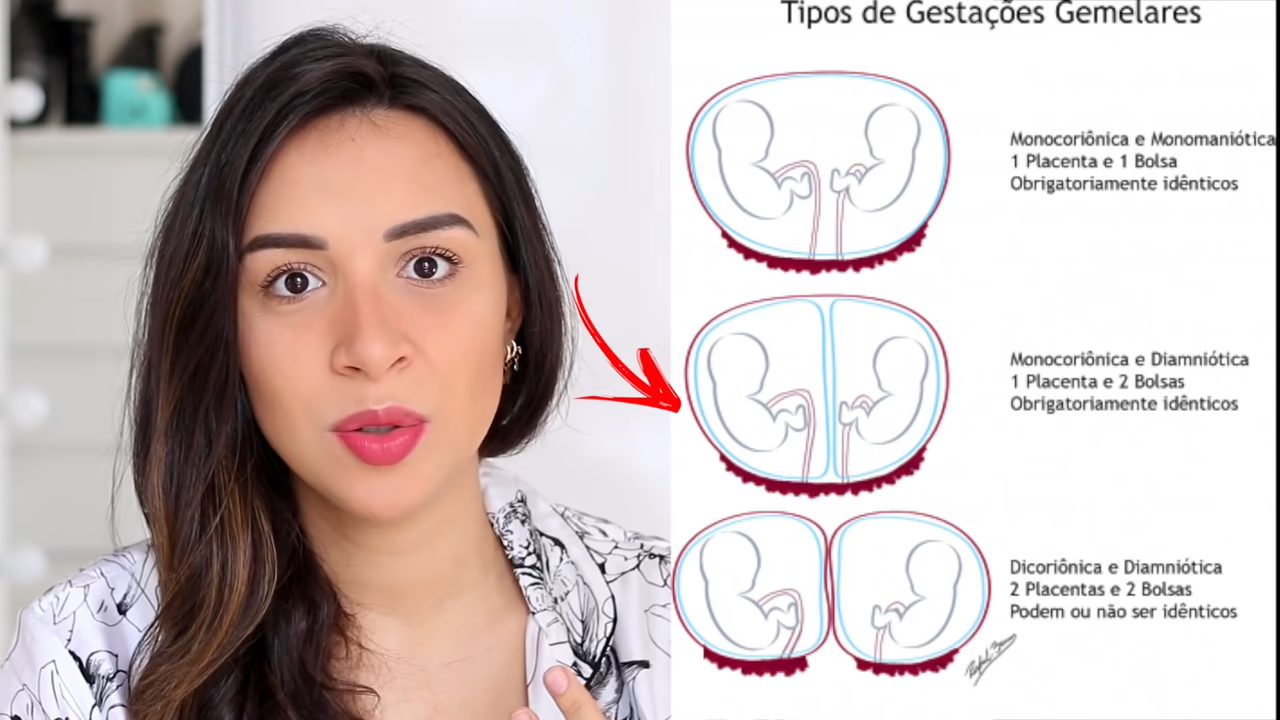 Tipos de Gestações Gemelares
Monocoriônica e Monomaniótica
1 Placenta e 1 Bolsa
Obrigatoriamente idênticos
Monocoriônica e Diamniótica
1 Placenta e 2 Bolsas
Obrigatoriamente idênticos
Dicoriônica e Diamniótica
2 Placentas e 2 Bolsas
Podem ou não ser idênticos